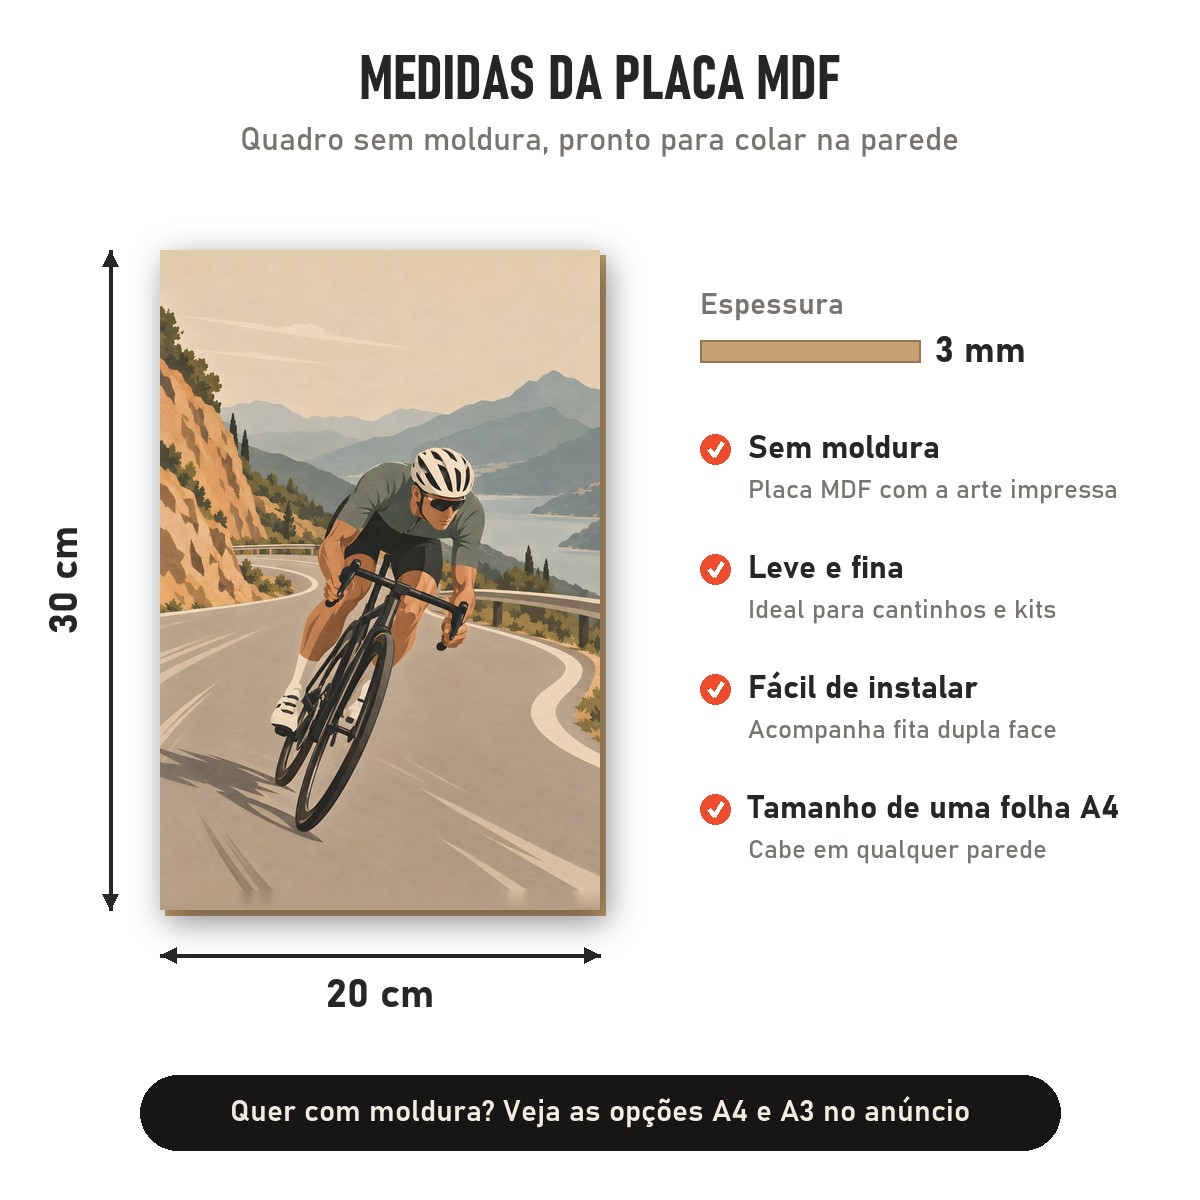 MEDIDAS DA PLACA MDF
Quadro sem moldura, pronto para colar na parede
Espessura
3 mm
Sem moldura
Placa MDF com a arte impressa
Leve e fina
Ideal para cantinhos e kits
Fácil de instalar
Acompanha fita dupla face
Tamanho de uma folha A4
Cabe em qualquer parede
30 cm
20 cm
Quer com moldura? Veja as opções A4 e A3 no anúncio